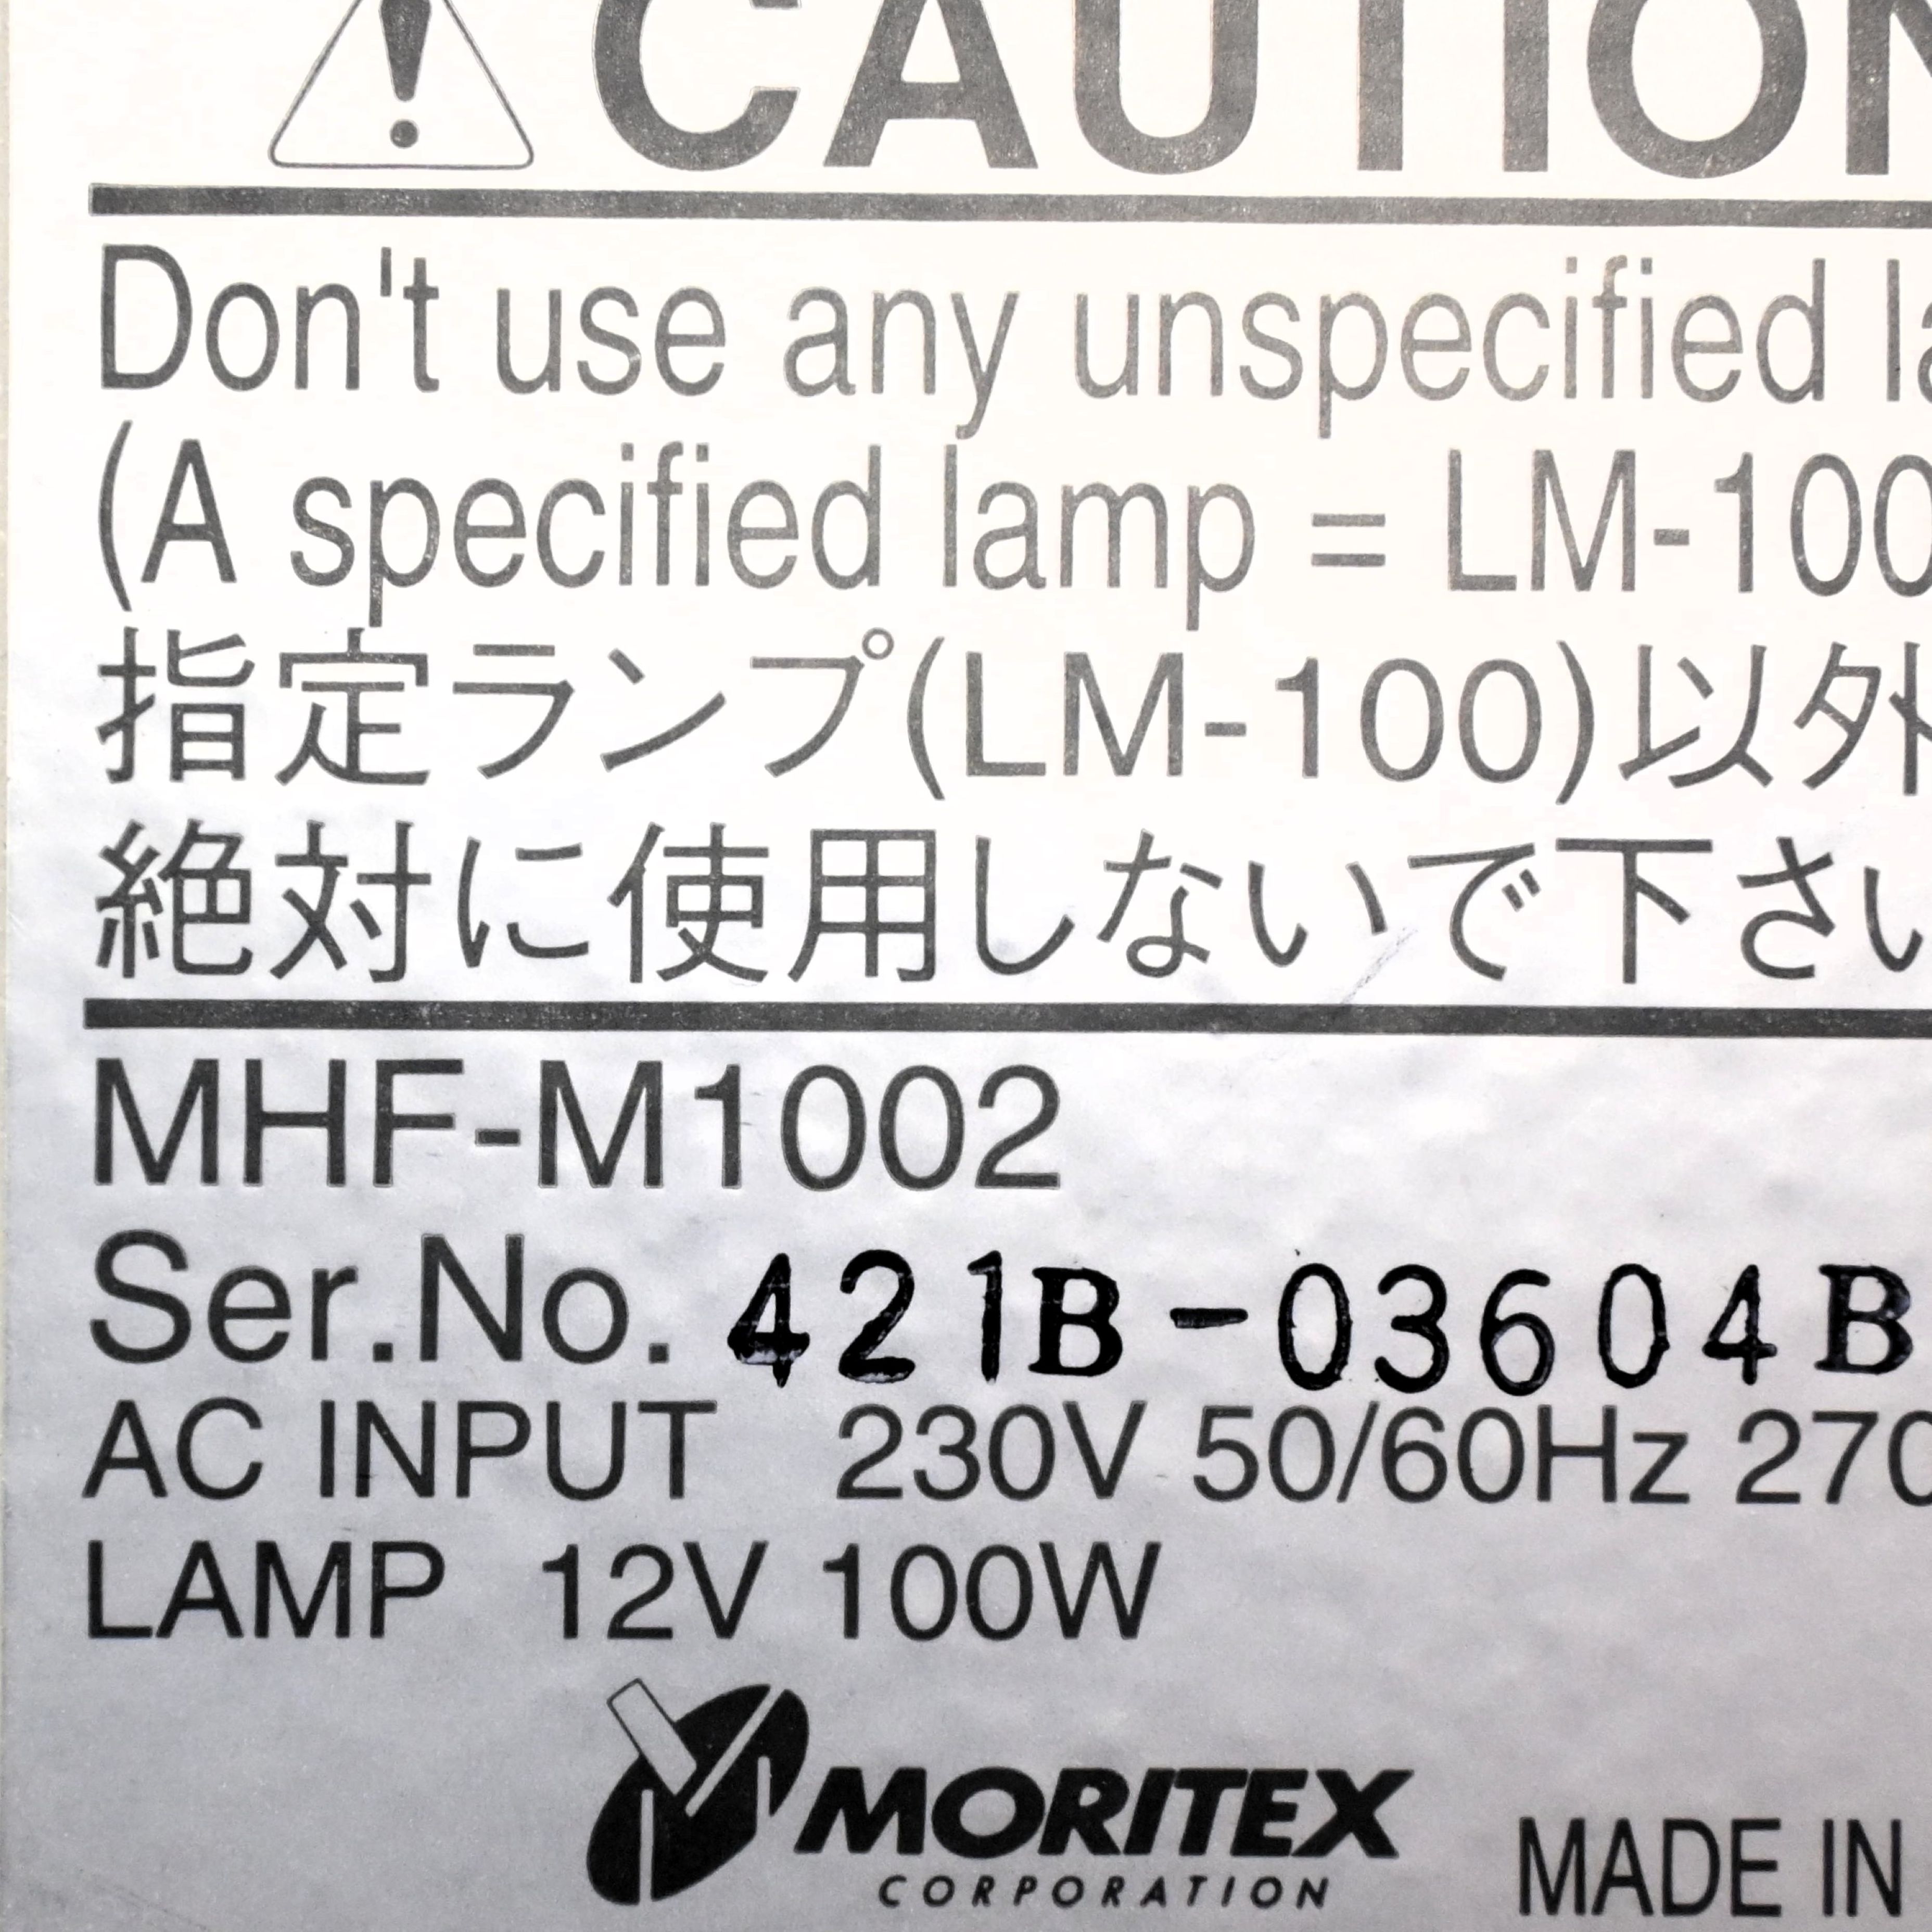 CAUTION
Don't use any unspecified la
(A specified lamp = LM-100
指定ランプ(LM-100)以外
絶対に使用しないで下さい
MHF-M1002
Ser.No. 421B-03604B
AC INPUT 230V 50/60Hz 270
LAMP 12V 100W
MORITEX
CORPORATION
MADE IN